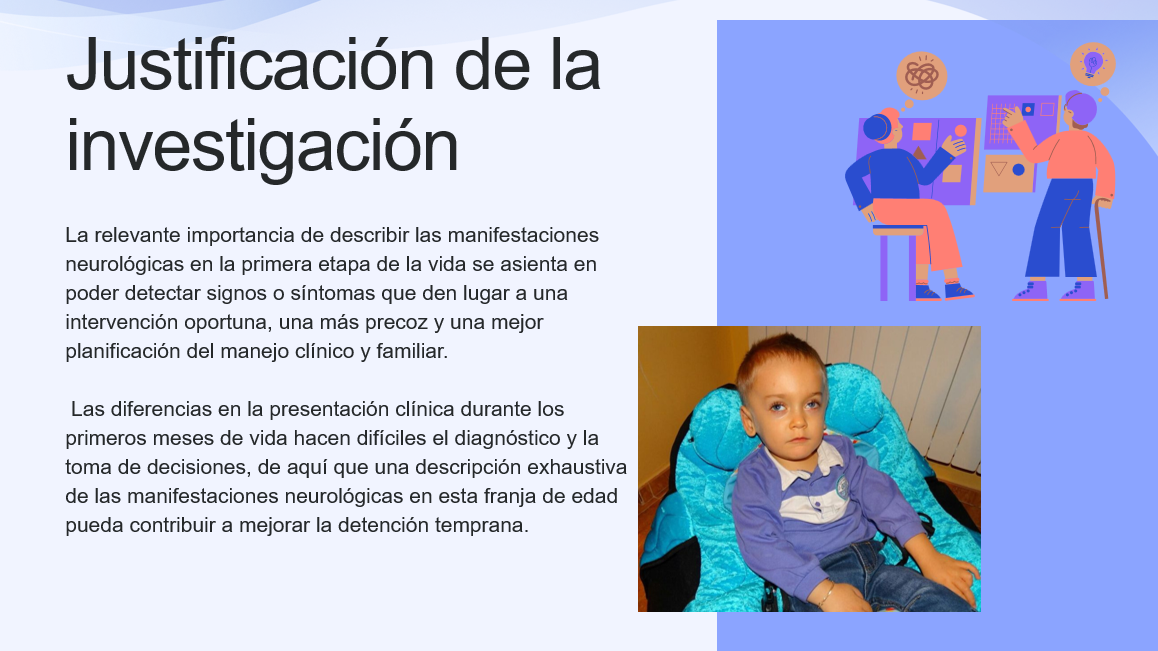 Justificación de la
investigación
La relevante importancia de describir las manifestaciones
neurológicas en la primera etapa de la vida se asienta en
poder detectar signos o síntomas que den lugar a una
intervención oportuna, una más precoz y una mejor
planificación del manejo clínico y familiar.
Las diferencias en la presentación clínica durante los
primeros meses de vida hacen difíciles el diagnóstico y la
toma de decisiones, de aquí que una descripción exhaustiva
de las manifestaciones neurológicas en esta franja de edad
pueda contribuir a mejorar la detención temprana.